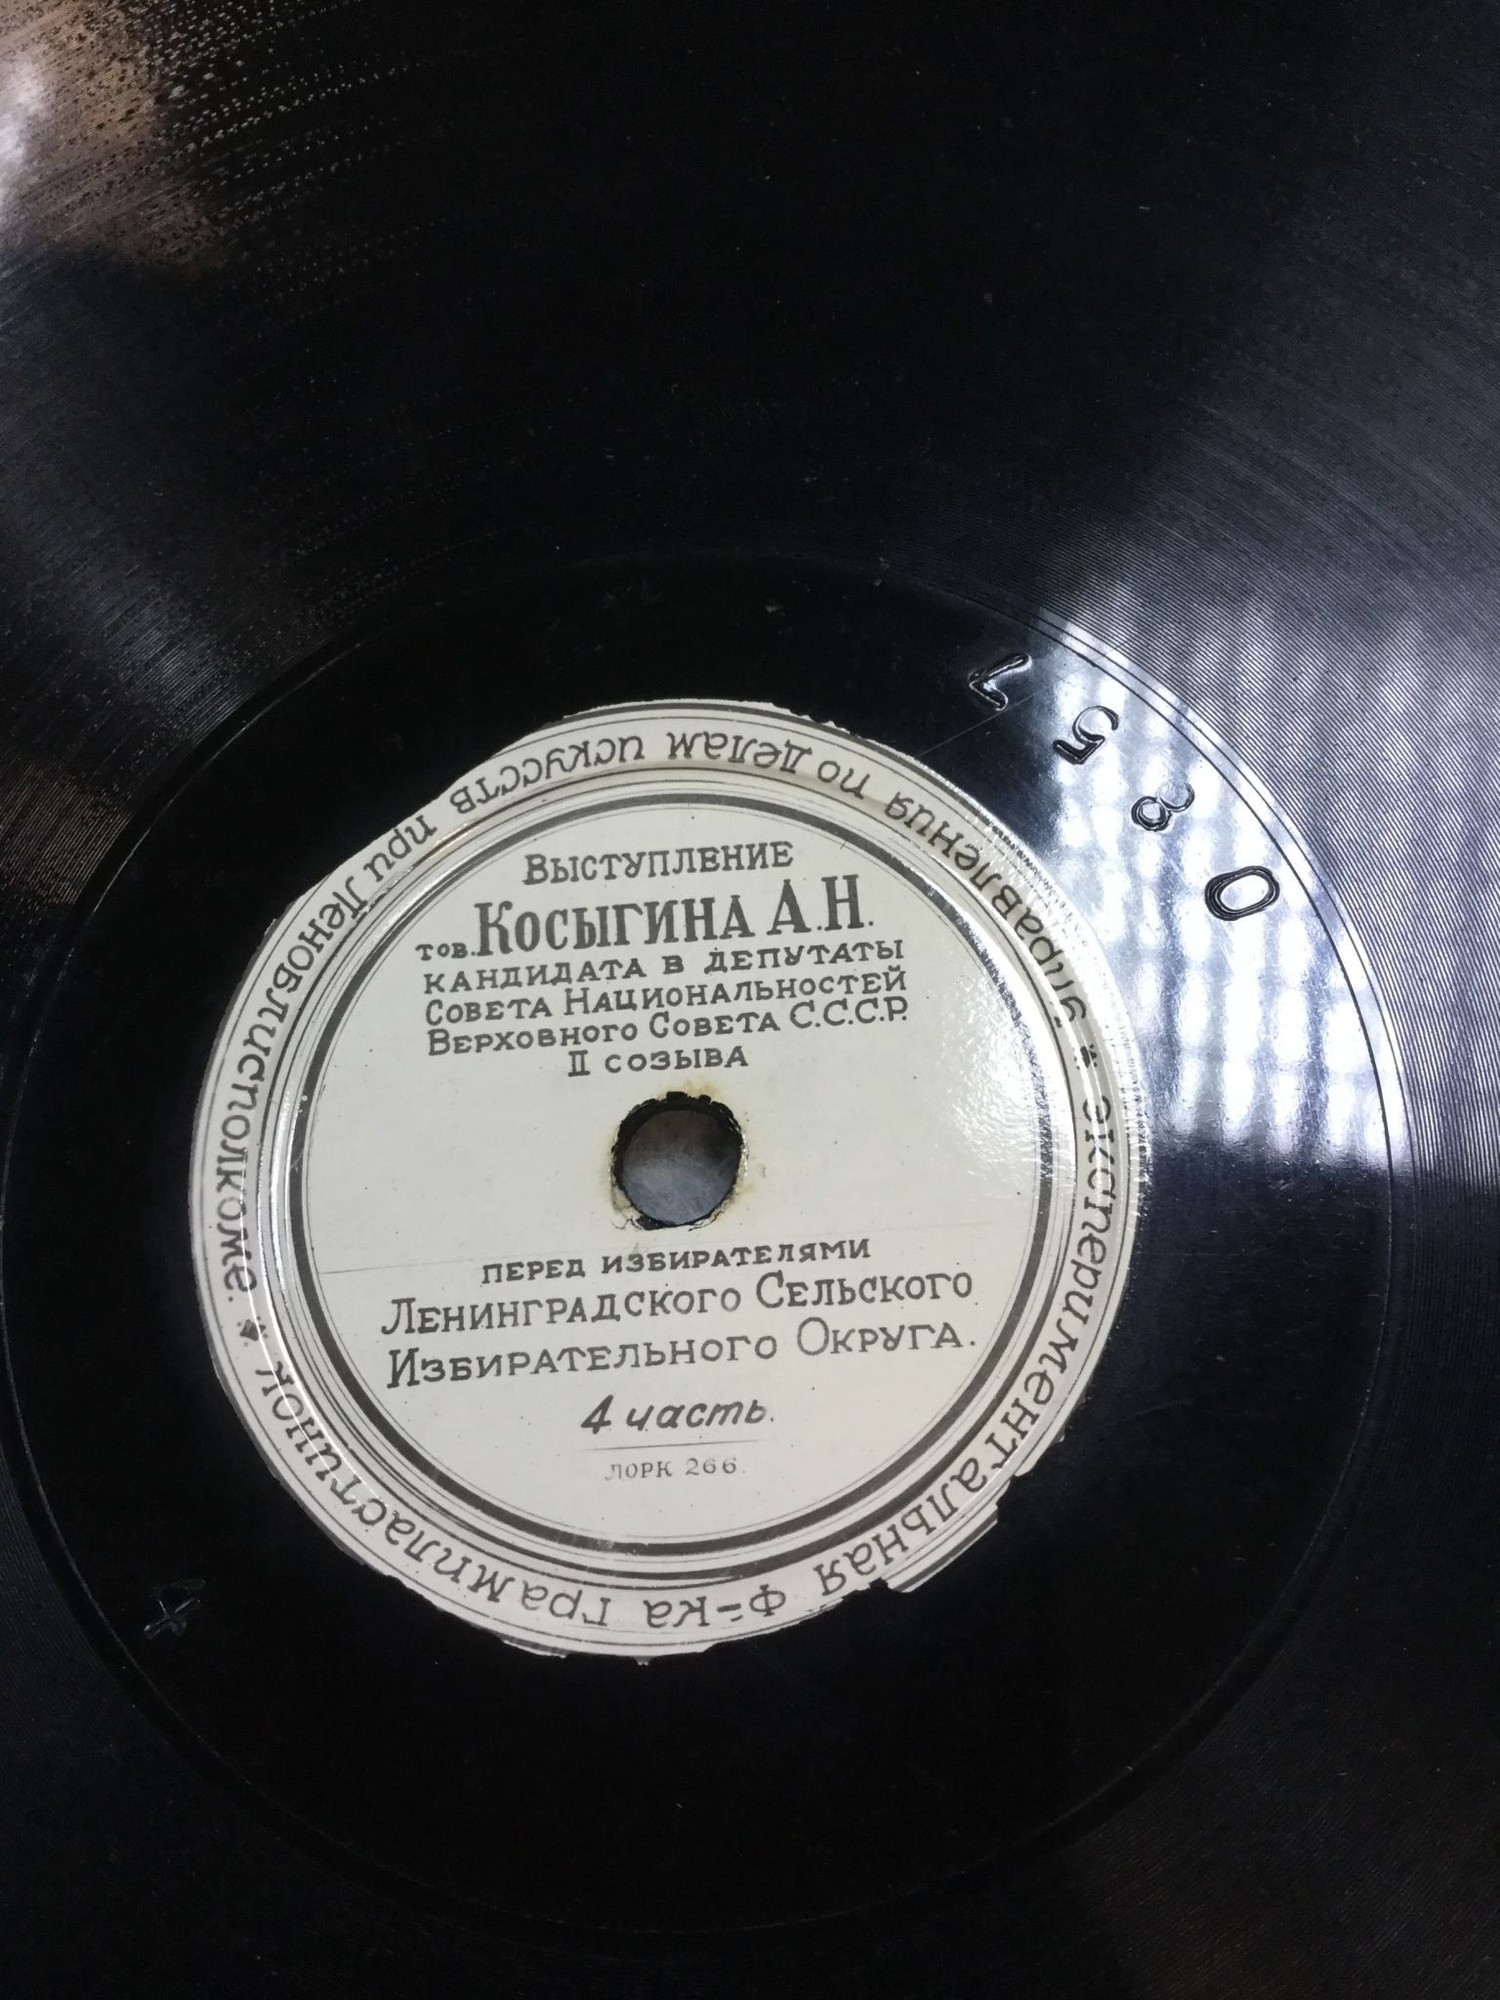 ВЫСТУПЛЕНИЕ
тов. КОСЫГИНА А.Н.
КАНДИДАТА В ДЕПУТАТЫ
СОВЕТА НАЦИОНАЛЬНОСТЕЙ
ВЕРХОВНОГО СОВЕТА С.С.С.Р.
II СОЗЫВА
ПЕРЕД ИЗБИРАТЕЛЯМИ
ЛЕНИНГРАДСКОГО СЕЛЬСКОГО
ИЗБИРАТЕЛЬНОГО ОКРУГА.
4 часть.
ЛОРК 266.
Экспериментальная ф-ка грампластинок
управления по делам искусств при Леноблисполкоме.
0857